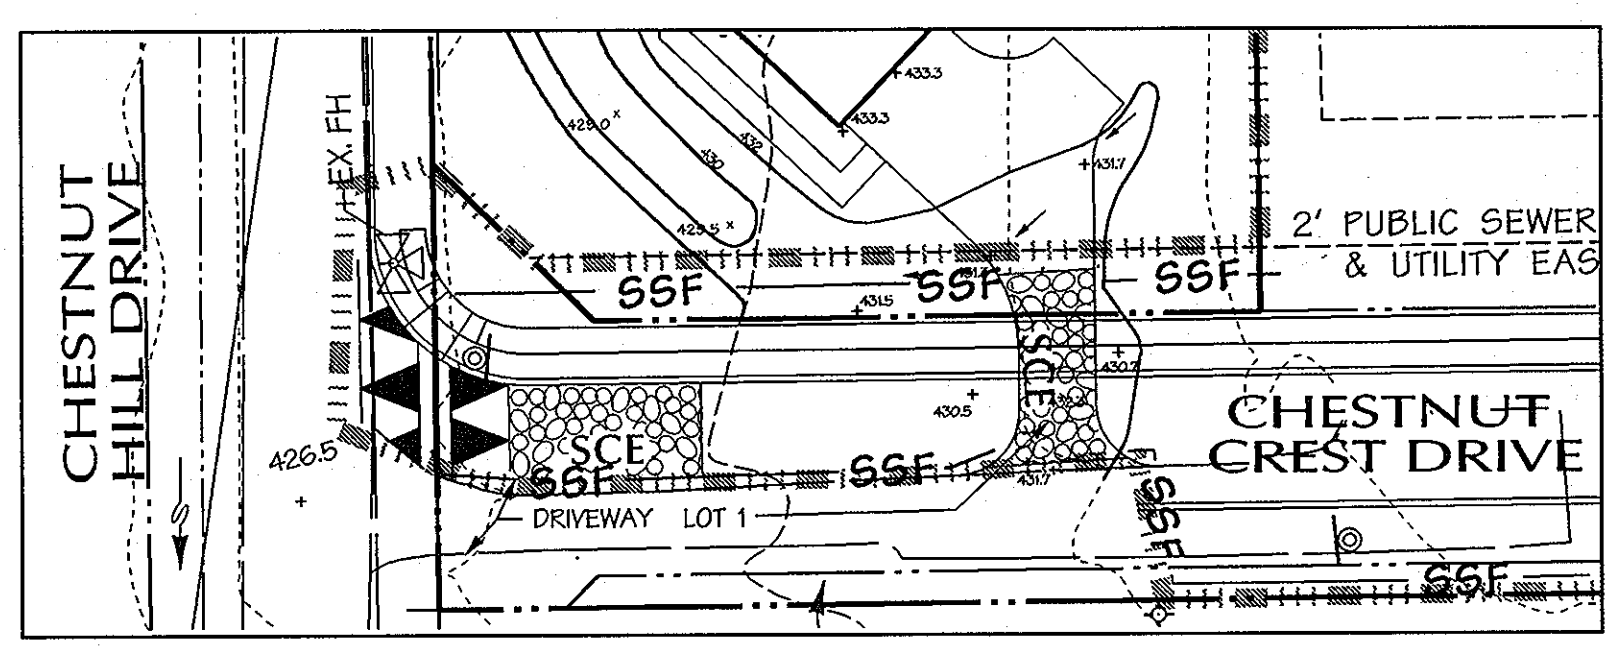 CHESTNUT
HILL DRIVE
EX. FH
433.3
433.3
429.0 x
430
432
431.7
429.5 x
2' PUBLIC SEWER
& UTILITY EAS
SSF
SSF
SSF
431.5
SCE
430.7
430.5
CHESTNUT
CREST DRIVE
426.5
SCE
SSF
SSF
431.7
S
DRIVEWAY LOT 1
SSF
SSF